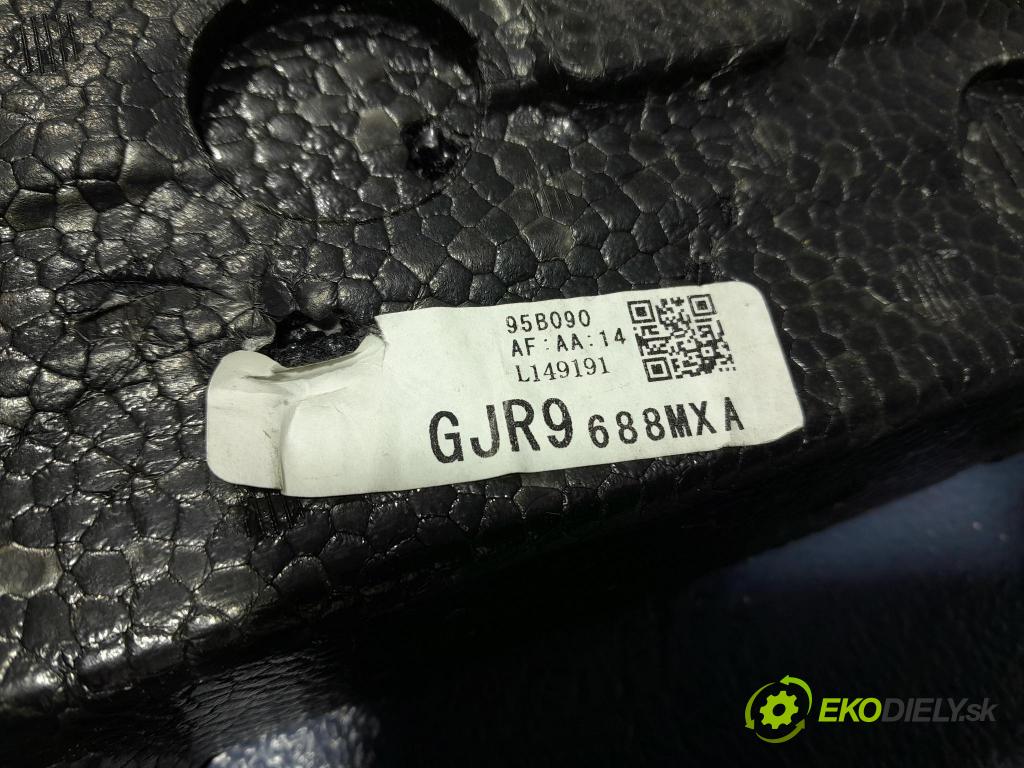 95B090
AF:AA:14
L149191
GJR9 688MXA
EKODIELY.sk